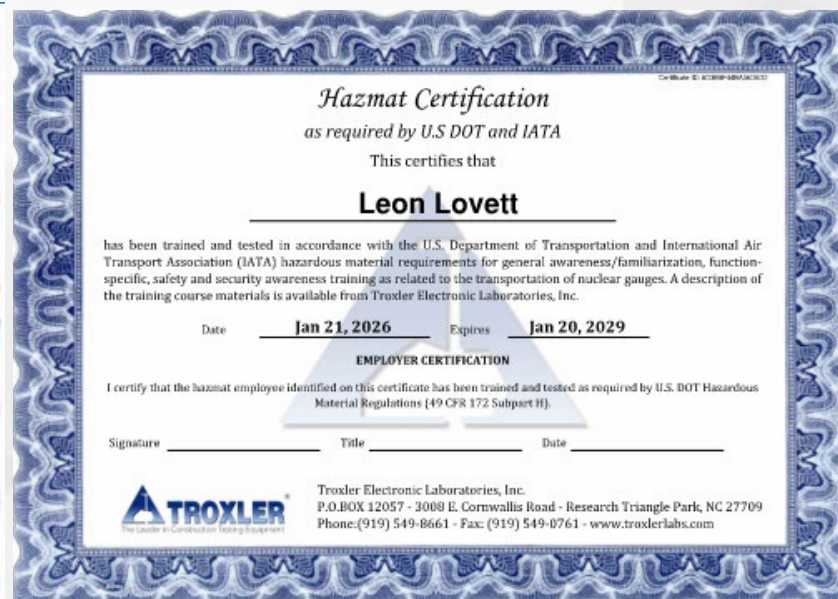 Hazmat Certification
as required by U.S DOT and IATA
This certifies that
Leon Lovett
has been trained and tested in accordance with the U.S. Department of Transportation and International Air
Transport Association (IATA) hazardous material requirements for general awareness/familiarization, function-
specific, safety and security awareness training as related to the transportation of nuclear gauges. A description of
the training course materials is available from Troxler Electronic Laboratories, Inc.
Date Jan 21, 2026 Expires Jan 20, 2029
EMPLOYER CERTIFICATION
I certify that the hazmat employee identified on this certificate has been trained and tested as required by U.S. DOT Hazardous
Material Regulations (49 CFR 172 Subpart H).
Signature Title Date
TROXLER
The Leader in Construction Testing Equipment
Troxler Electronic Laboratories, Inc.
P.O.BOX 12057 - 3008 E. Cornwallis Road - Research Triangle Park, NC 27709
Phone:(919) 549-8661 - Fax: (919) 549-0761 - www.troxlerlabs.com